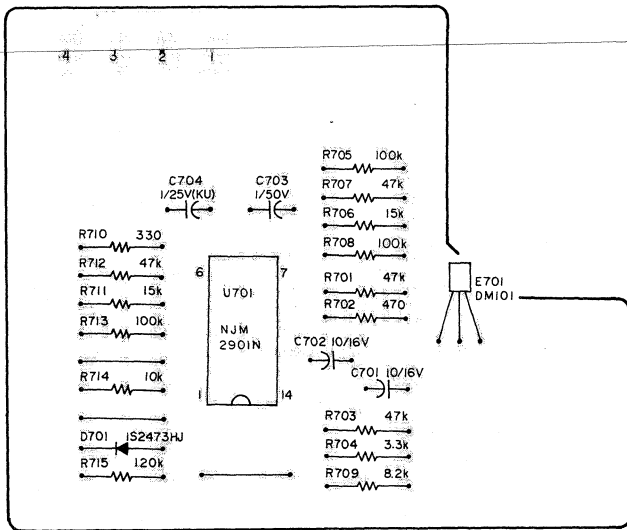 4 3 2 1
R705 100k
R707 47k
R706 15k
R708 100k
R701 47k
R702 470
C704
1/25V(KU)
C703
1/50V
R710 330
R712 47k
R711 15k
R713 100k
R714 10k
D701 1S2473HJ
R715 120k
6 7
U701
NJM
2901N
1 14
E701
DM101
C702 10/16V
C701 10/16V
R703 47k
R704 3.3k
R709 8.2k